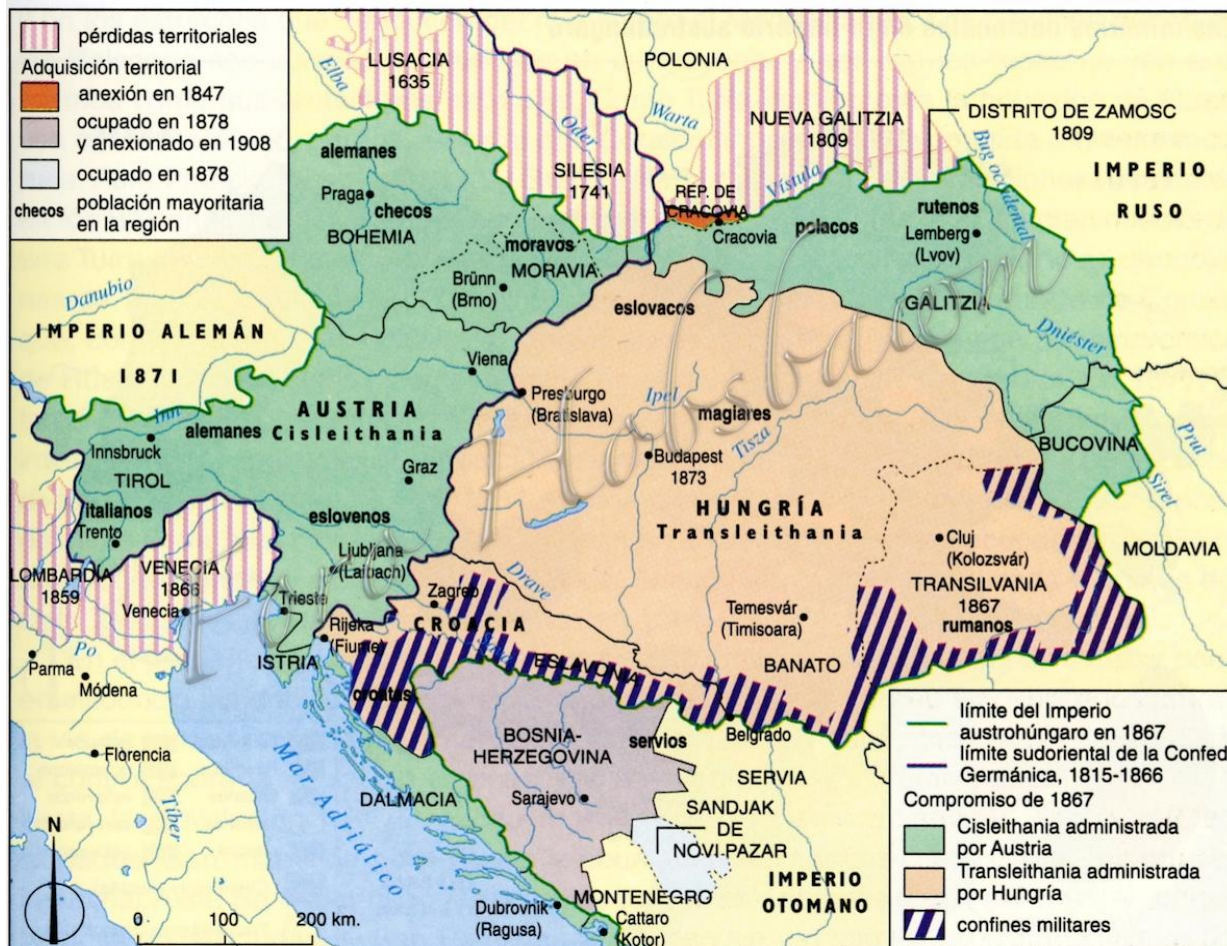 pérdidas territoriales
Adquisición territorial
anexión en 1847
ocupado en 1878
y anexionado en 1908
ocupado en 1878
checos población mayoritaria
en la región
LUSACIA
1635
Elba
Oder
POLONIA
Warta
NUEVA GALITZIA
1809
DISTRITO DE ZAMOSC
1809
Bug occidental
IMPERIO
RUSO
alemanes
Praga
checos
BOHEMIA
SILESIA
1741
REP. DE
CRACOVIA
Cracovia
Vístula
polacos
rutenos
Lemberg
(Lvov)
moravos
MORAVIA
Brünn
(Brno)
GALITZIA
Dniéster
eslovacos
Danubio
IMPERIO ALEMÁN
1871
Viena
Presburgo
(Bratislava)
Ipel
magiares
Tisza
Budapest
1873
BUCOVINA
Prut
Siret
Inn
alemanes
AUSTRIA
Cisleithania
Innsbruck
TIROL
Graz
HUNGRÍA
Transleithania
Cluj
(Kolozsvár)
TRANSILVANIA
1867
rumanos
MOLDAVIA
italianos
Trento
eslovenos
Ljubljana
(Laibach)
LOMBARDÍA
1859
VENECIA
1866
Venecia
Trieste
Rijeka
(Fiume)
ISTRIA
Zagreb
CROACIA
Drave
ESLAVONIA
Temesvár
(Timisoara)
BANATO
Po
Parma
Módena
croatas
BOSNIA-
HERZEGOVINA
servios
Belgrado
Florencia
Tíber
Mar Adriático
DALMACIA
Sarajevo
SERVIA
SANDJAK
DE
NOVI-PAZAR
MONTENEGRO
IMPERIO
OTOMANO
Dubrovnik
(Ragusa)
Cattaro
(Kotor)
N
0 100 200 km.
límite del Imperio
austrohúngaro en 1867
límite sudoriental de la Confed
Germánica, 1815-1866
Compromiso de 1867
Cisleithania administrada
por Austria
Transleithania administrada
por Hungría
confines militares
Hobsbawm